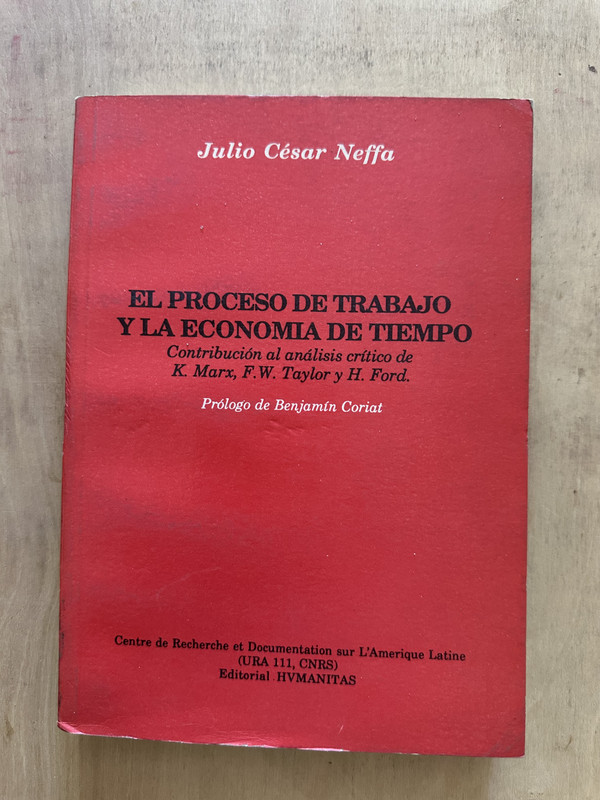 Julio César Neffa
EL PROCESO DE TRABAJO
Y LA ECONOMIA DE TIEMPO
Contribución al análisis crítico de
K. Marx, F.W. Taylor y H. Ford.
Prólogo de Benjamín Coriat
Centre de Recherche et Documentation sur L'Amerique Latine
(URA 111, CNRS)
Editorial HVMANITAS